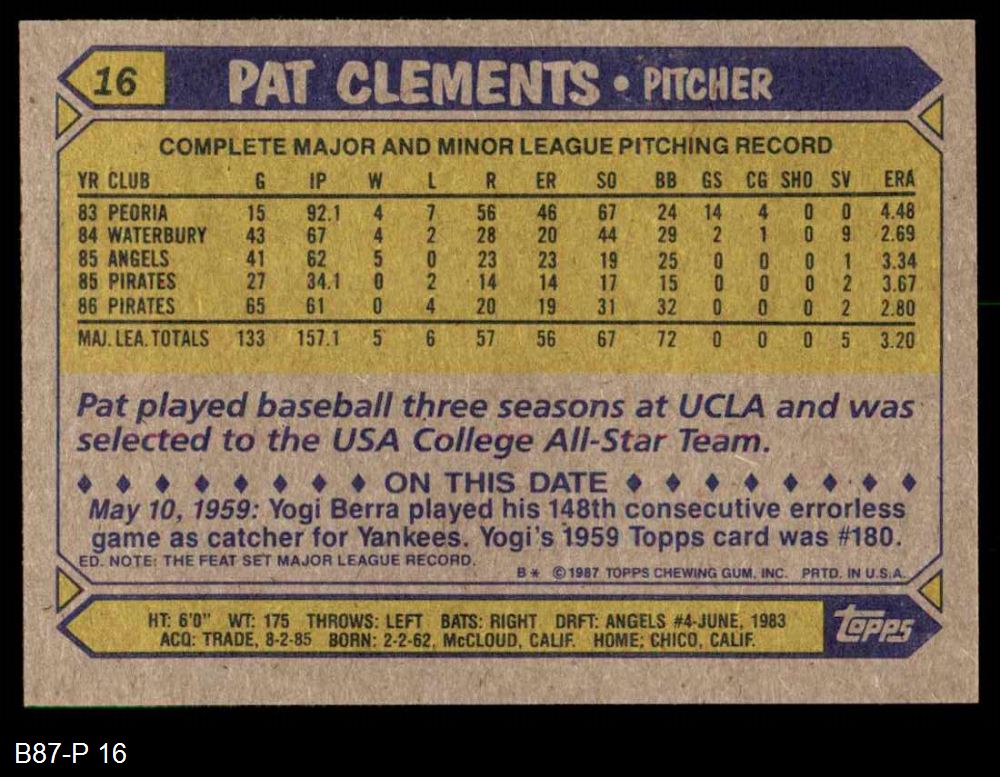 16 PAT CLEMENTS • PITCHER
COMPLETE MAJOR AND MINOR LEAGUE PITCHING RECORD
YR CLUB G IP W L R ER SO BB GS CG SHO SV ERA
83 PEORIA 15 92.1 4 7 56 46 67 24 14 4 0 0 4.48
84 WATERBURY 43 67 4 2 28 20 44 29 2 1 0 9 2.69
85 ANGELS 41 62 5 0 23 23 19 25 0 0 0 1 3.34
85 PIRATES 27 34.1 0 2 14 14 17 15 0 0 0 2 3.67
86 PIRATES 65 61 0 4 20 19 31 32 0 0 0 2 2.80
MAJ. LEA. TOTALS 133 157.1 5 6 57 56 67 72 0 0 0 5 3.20
Pat played baseball three seasons at UCLA and was
selected to the USA College All-Star Team.
ON THIS DATE
May 10, 1959: Yogi Berra played his 148th consecutive errorless
game as catcher for Yankees. Yogi's 1959 Topps card was #180.
ED. NOTE: THE FEAT SET MAJOR LEAGUE RECORD.
B* © 1987 TOPPS CHEWING GUM, INC. PRTD. IN U.S.A.
HT: 6'0" WT: 175 THROWS: LEFT BATS: RIGHT DRFT: ANGELS #4-JUNE, 1983
ACQ: TRADE, 8-2-85 BORN: 2-2-62, McCLOUD, CALIF. HOME: CHICO, CALIF.
Topps
B87-P 16